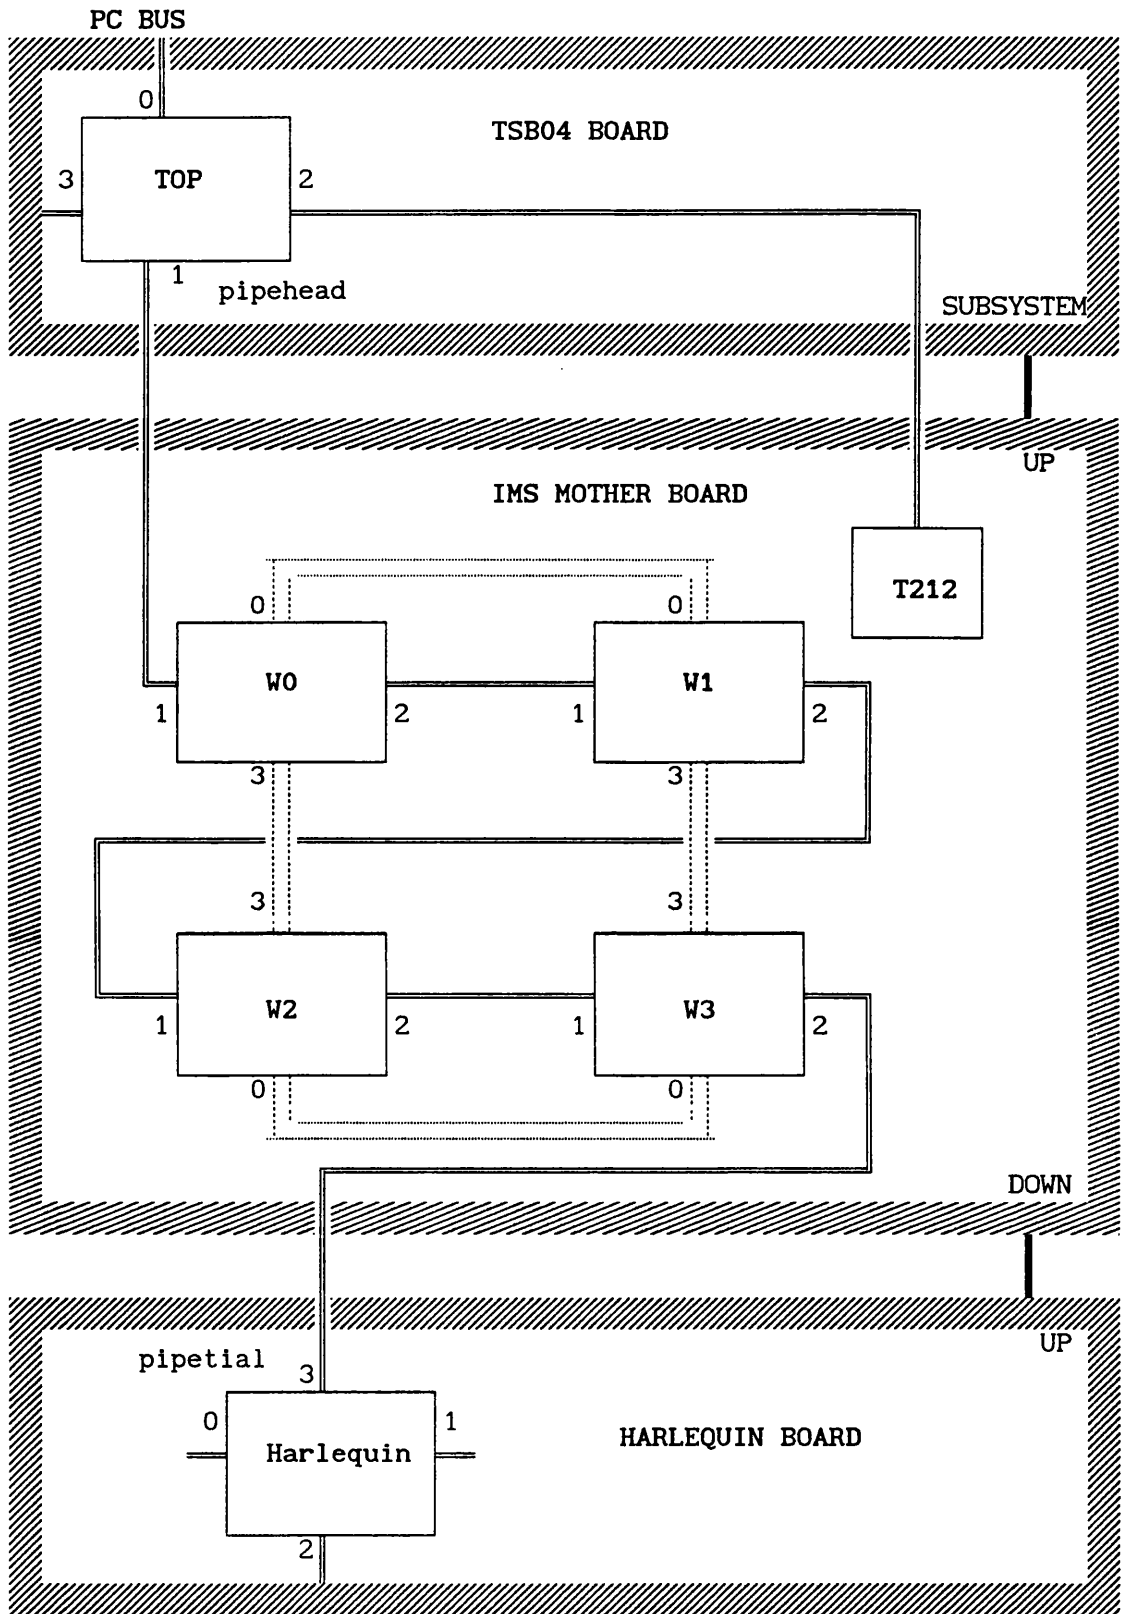 PC BUS
0
TSB04 BOARD
3 TOP 2
1
pipehead
SUBSYSTEM
UP
IMS MOTHER BOARD
T212
0 0
W0 W1
1 2 1 2
3 3
3 3
W2 W3
1 2 1 2
0 0
DOWN
UP
pipetial
3
0 1
Harlequin HARLEQUIN BOARD
2